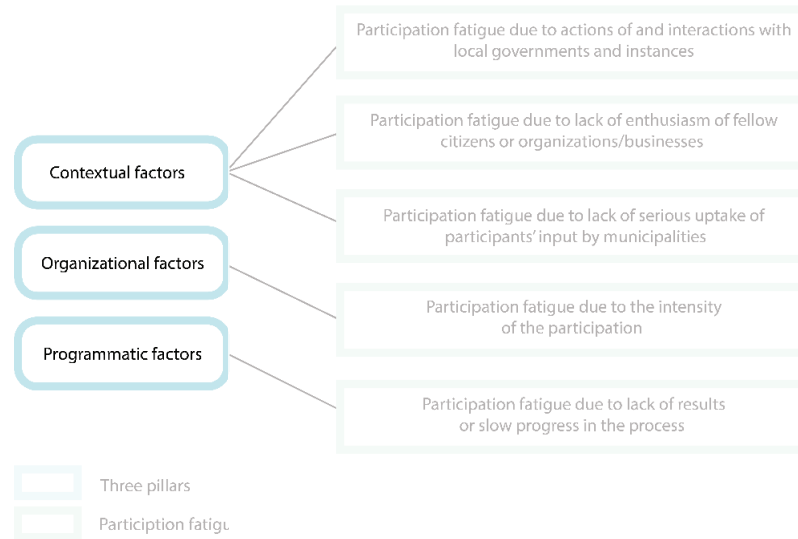 Participation fatigue due to actions of and interactions with
local governments and instances
Participation fatigue due to lack of enthusiasm of fellow
citizens or organizations/businesses
Contextual factors
Participation fatigue due to lack of serious uptake of
participants' input by municipalities
Organizational factors
Participation fatigue due to the intensity
of the participation
Programmatic factors
Participation fatigue due to lack of results
or slow progress in the process
Three pillars
Particiption fatigu